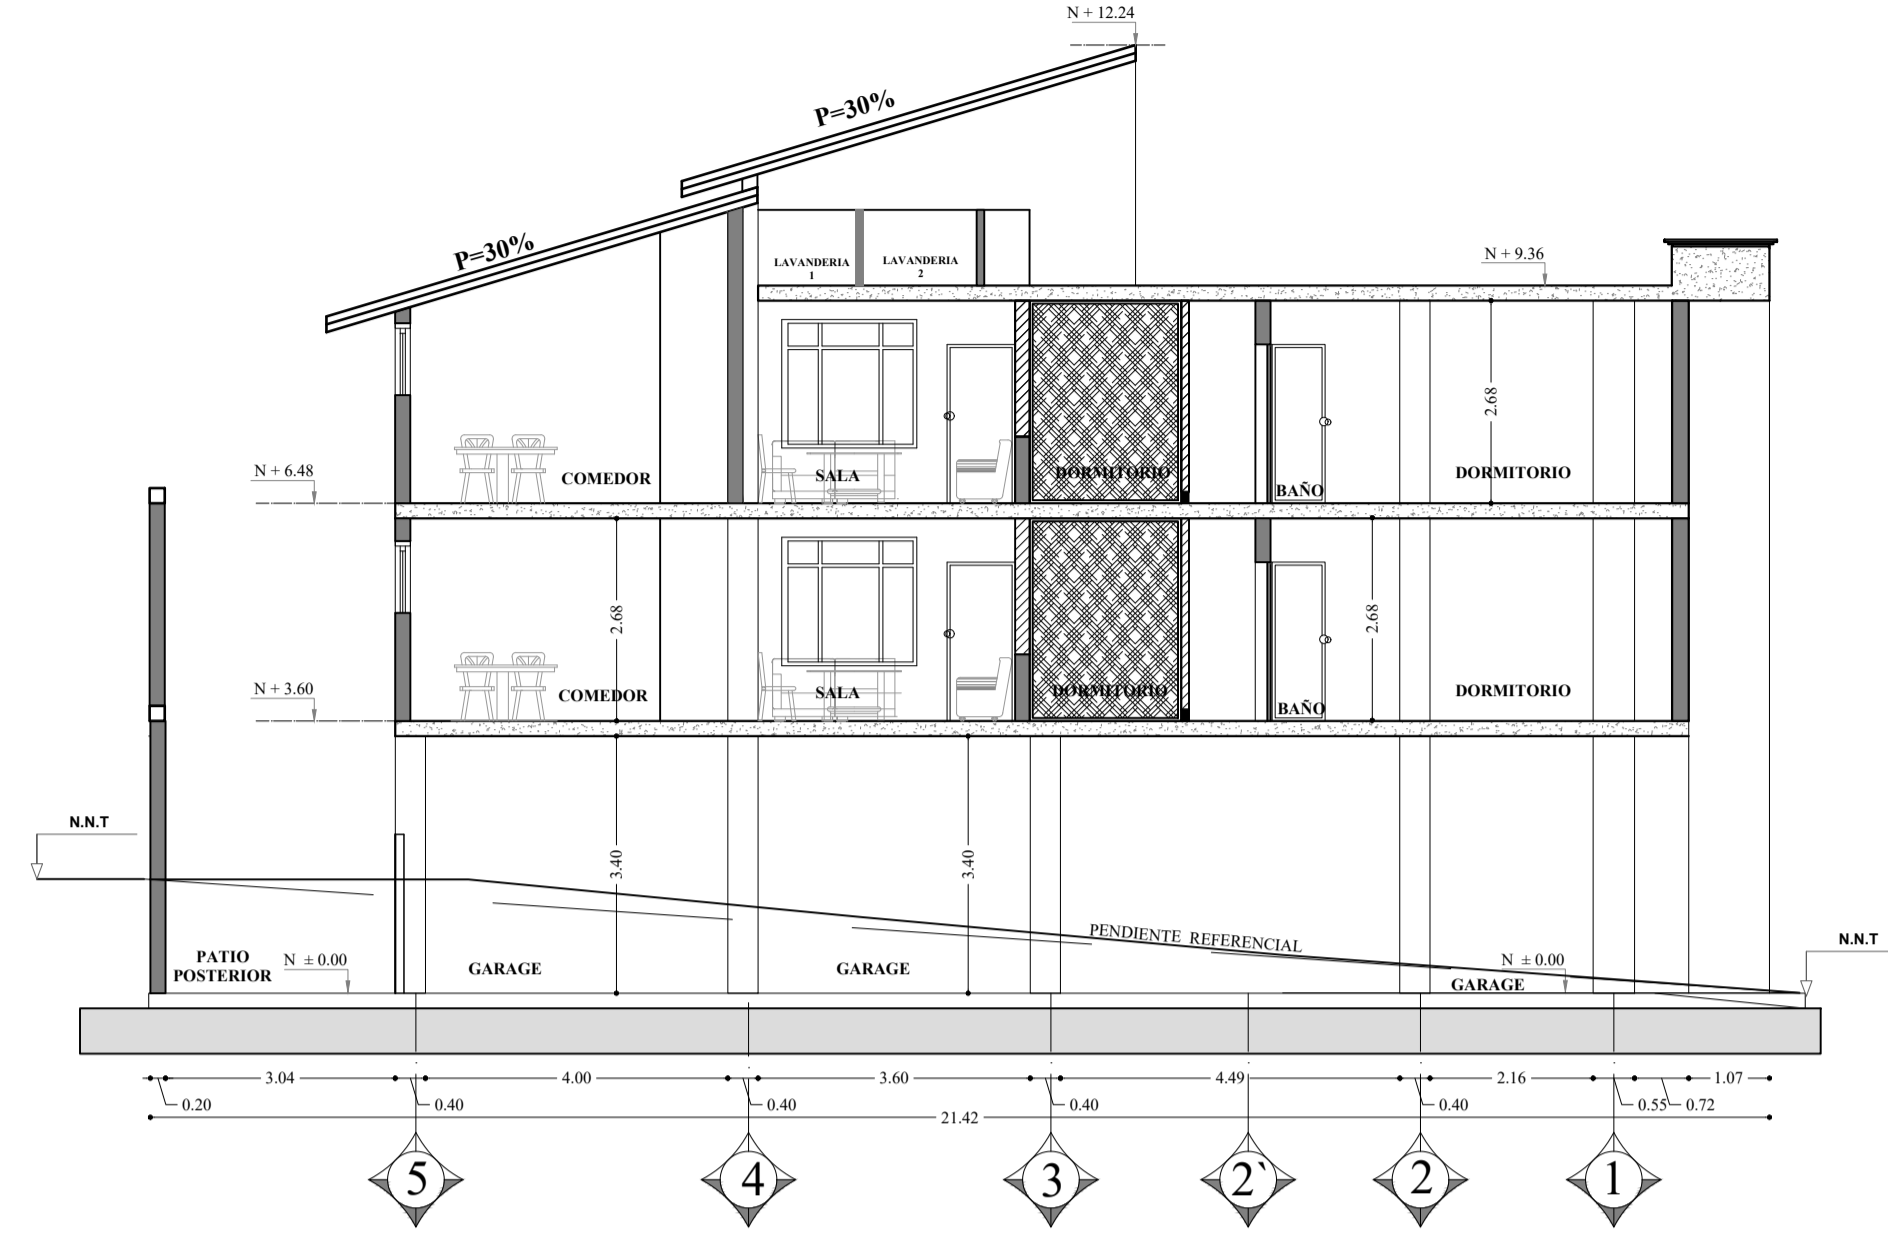 N + 12.24
P=30%
P=30%
LAVANDERIA
1
LAVANDERIA
2
N + 9.36
2.68
N + 6.48
COMEDOR
SALA
DORMITORIO
BAÑO
DORMITORIO
2.68
2.68
N + 3.60
COMEDOR
SALA
DORMITORIO
BAÑO
DORMITORIO
N.N.T
3.40
3.40
PENDIENTE REFERENCIAL
N.N.T
PATIO
POSTERIOR
N ± 0.00
GARAGE
GARAGE
N ± 0.00
GARAGE
3.04
4.00
3.60
4.49
2.16
1.07
0.20
0.40
0.40
0.40
0.40
0.55
0.72
21.42
5
4
3
2`
2
1